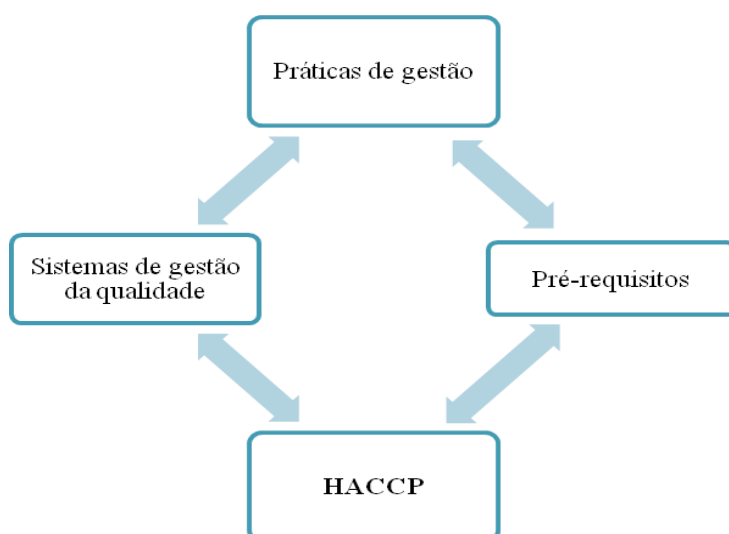 Práticas de gestão
Sistemas de gestão
da qualidade
Pré-requisitos
HACCP